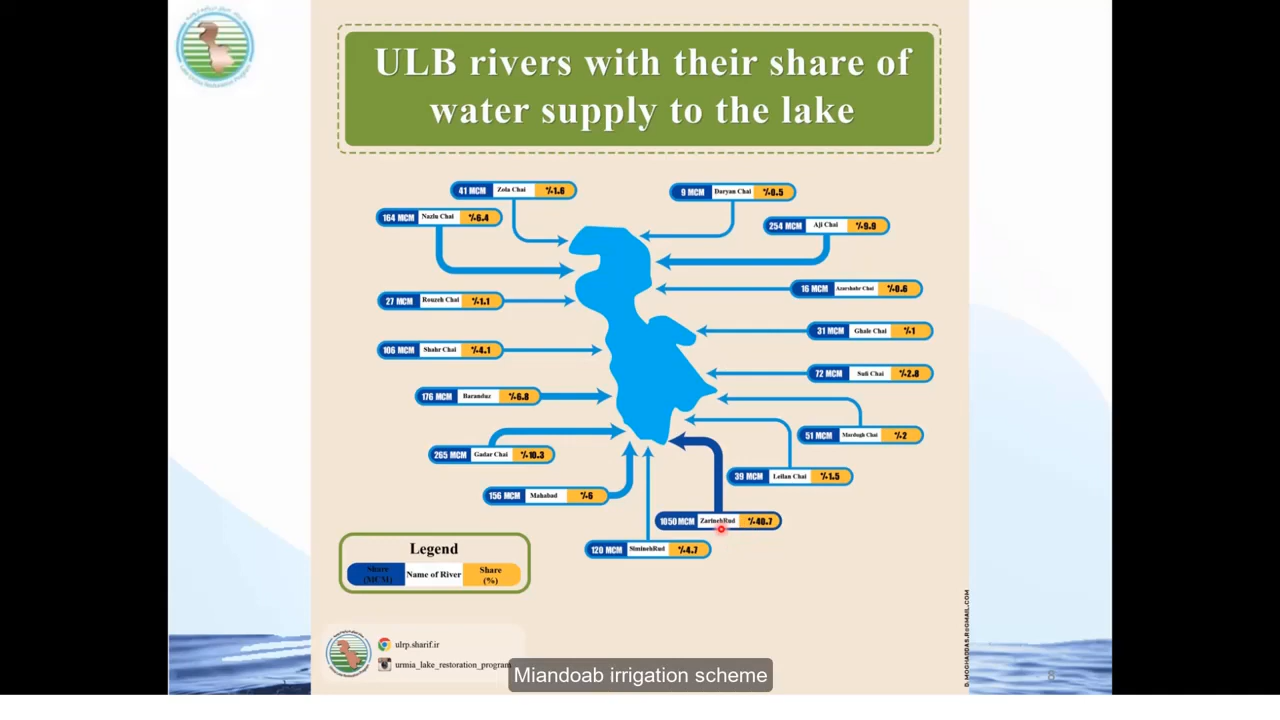 ULB rivers with their share of
water supply to the lake
41 MCM Zola Chai %1.6
9 MCM Daryan Chai %0.5
164 MCM Nazlu Chai %6.4
254 MCM Aji Chai %9.9
16 MCM Azarshahr Chai %0.6
27 MCM Rouzeh Chai %1.1
31 MCM Ghale Chai %1
106 MCM Shahr Chai %4.1
72 MCM Sufi Chai %2.8
176 MCM Baranduz %6.8
51 MCM Mordugh Chai %2
265 MCM Gadar Chai %10.3
39 MCM Leilan Chai %1.5
156 MCM Mahabad %6
1050 MCM ZarinehRud %40.7
120 MCM SiminehRud %4.7
Legend
Share
(MCM)
Name of River
Share
(%)
ulrp.sharif.ir
urmia_lake_restoration_program
Miandoab irrigation scheme
8